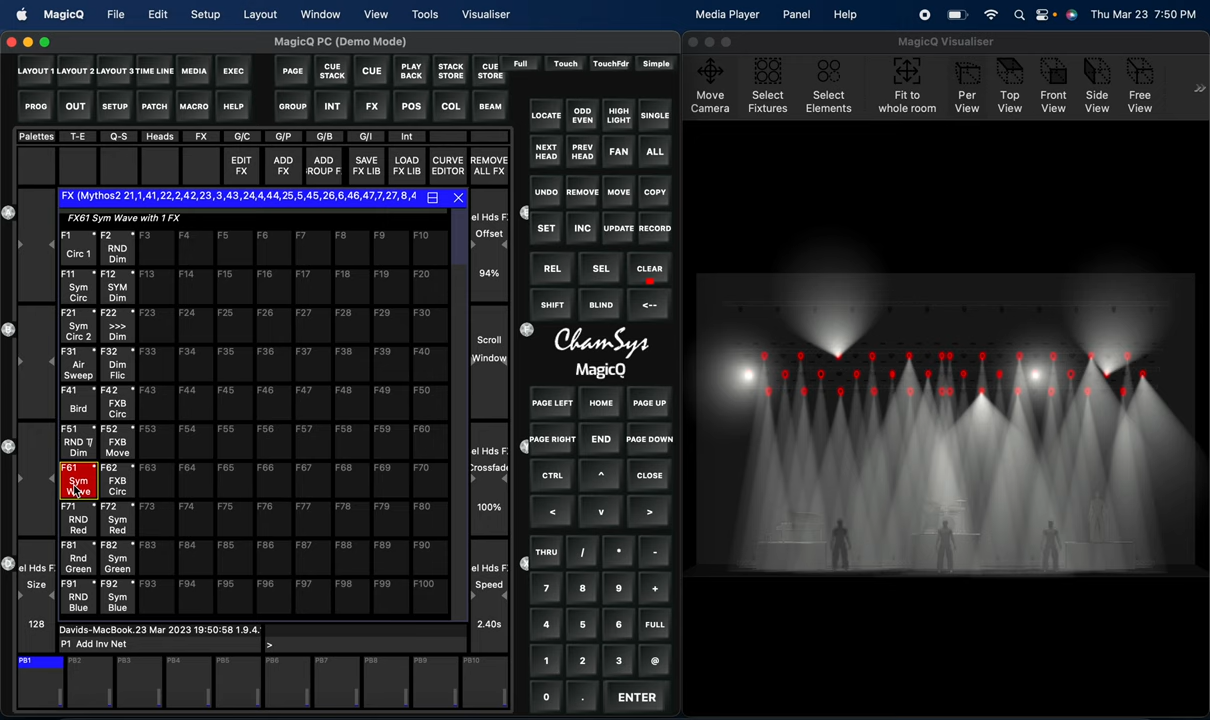 MagicQ File Edit Setup Layout Window View Tools Visualiser Media Player Panel Help Thu Mar 23 7:50 PM
MagicQ PC (Demo Mode)
LAYOUT 1 LAYOUT 2 LAYOUT 3 TIME LINE MEDIA EXEC PAGE CUE STACK CUE PLAY BACK STACK STORE CUE STORE
Full Touch TouchFdr Simple
PROG OUT SETUP PATCH MACRO HELP GROUP INT FX POS COL BEAM
Palettes T-E Q-S Heads FX G/C G/P G/B G/I Int
EDIT FX ADD FX ADD GROUP F SAVE FX LIB LOAD FX LIB CURVE EDITOR REMOVE ALL FX
FX (Mythos2 21,1,41,22,2,42,23,3,43,24,4,44,25,5,45,26,6,46,47,7,27,8,4
FX61 Sym Wave with 1 FX
F1 Circ 1 F2 RND Dim F3 F4 F5 F6 F7 F8 F9 F10
F11 Sym Circ F12 SYM Dim F13 F14 F15 F16 F17 F18 F19 F20
F21 Sym Circ 2 F22 >>> Dim F23 F24 F25 F26 F27 F28 F29 F30
F31 Air Sweep F32 Dim Flic F33 F34 F35 F36 F37 F38 F39 F40
F41 Bird F42 FXB Circ F43 F44 F45 F46 F47 F48 F49 F50
F51 RND Dim F52 FXB Move F53 F54 F55 F56 F57 F58 F59 F60
F61 Sym Wave F62 FXB Circ F63 F64 F65 F66 F67 F68 F69 F70
F71 RND Red F72 Sym Red F73 F74 F75 F76 F77 F78 F79 F80
F81 Rnd Green F82 Sym Green F83 F84 F85 F86 F87 F88 F89 F90
F91 RND Blue F92 Sym Blue F93 F94 F95 F96 F97 F98 F99 F100
el Hds F
Size
128
el Hds F
Offset
94%
Scroll
Window
el Hds F
Crossfade
100%
el Hds F
Speed
2.40s
Davids-MacBook.23 Mar 2023 19:50:58 1.9.4.
P1 Add Inv Net >
PB1 PB2 PB3 PB4 PB5 PB6 PB7 PB8 PB9 PB10
LOCATE ODD EVEN HIGH LIGHT SINGLE
NEXT HEAD PREV HEAD FAN ALL
UNDO REMOVE MOVE COPY
SET INC UPDATE RECORD
REL SEL CLEAR
SHIFT BLIND <--
ChamSys
MagicQ
PAGE LEFT HOME PAGE UP
PAGE RIGHT END PAGE DOWN
CTRL ^ CLOSE
< v >
THRU / * -
7 8 9 +
4 5 6 FULL
1 2 3 @
0 . ENTER
MagicQ Visualiser
Move Camera Select Fixtures Select Elements Fit to whole room Per View Top View Front View Side View Free View >>